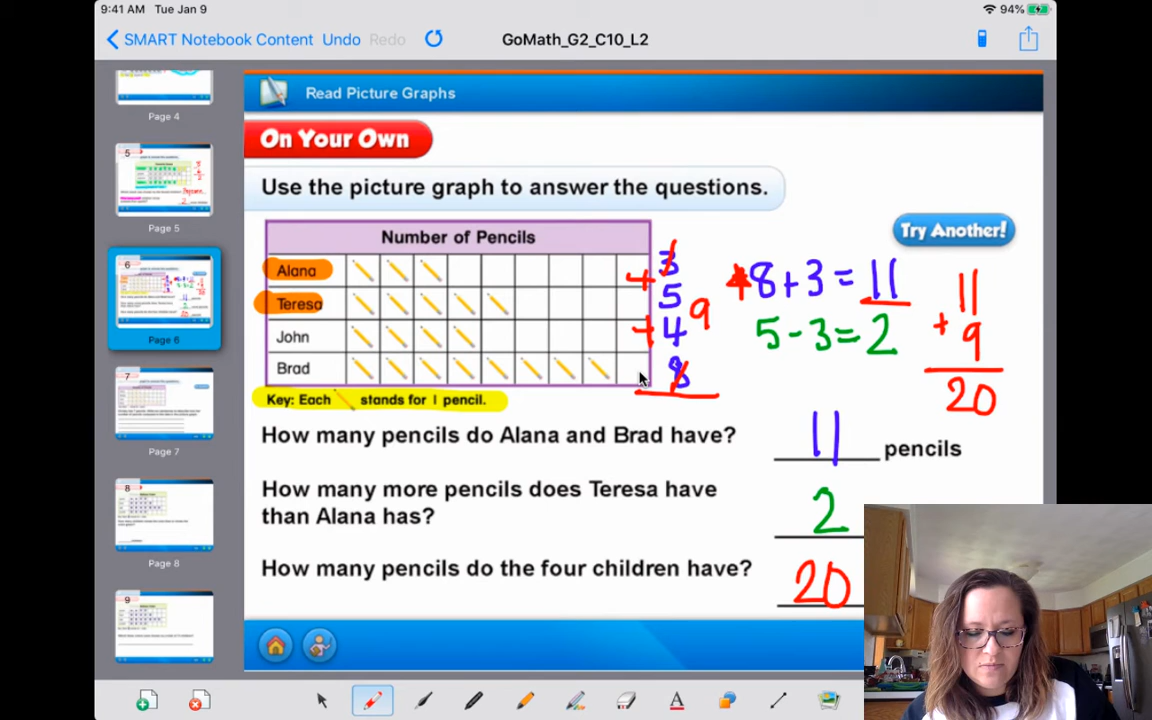 9:41 AM Tue Jan 9
94%
SMART Notebook Content Undo Redo
GoMath_G2_C10_L2
Page 4
5
Page 5
6
Page 6
7
Page 7
8
Page 8
9
Read Picture Graphs
On Your Own
Use the picture graph to answer the questions.
Try Another!
Number of Pencils
Alana
Teresa
John
Brad
Key: Each stands for 1 pencil.
+ 3
5
+ 4
8
9
8+3=11
5-3=2
11
+ 9
20
How many pencils do Alana and Brad have?
11 pencils
How many more pencils does Teresa have
than Alana has?
2
How many pencils do the four children have?
20
A